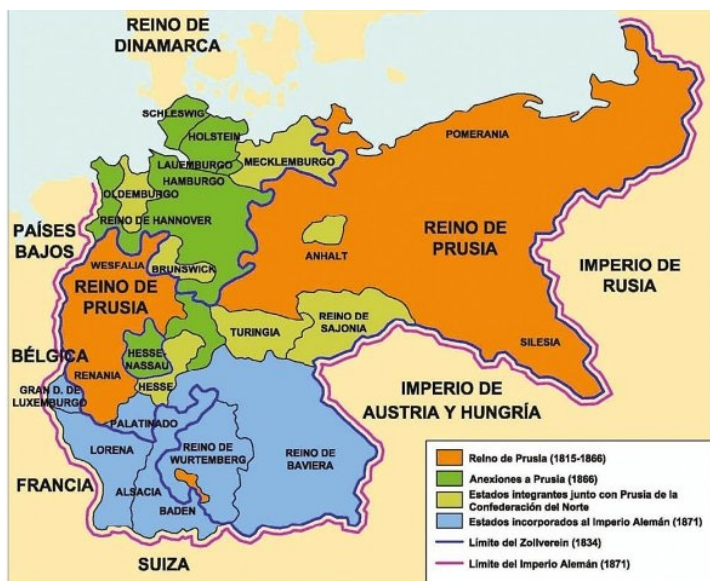 REINO DE
DINAMARCA
SCHLESWIG
HOLSTEIN
LAUEMBURGO
HAMBURGO
MECKLEMBURGO
POMERANIA
OLDEMBURGO
REINO DE HANNOVER
PAÍSES
BAJOS
WESFALIA
BRUNSWICK
ANHALT
REINO DE
PRUSIA
IMPERIO DE
RUSIA
REINO DE
PRUSIA
TURINGIA
REINO DE
SAJONIA
SILESIA
BÉLGICA
HESSE
NASSAU
RENANIA
HESSE
GRAN D. DE
LUXEMBURGO
IMPERIO DE
AUSTRIA Y HUNGRÍA
PALATINADO
LORENA
REINO DE
WURTEMBERG
REINO DE
BAVIERA
FRANCIA
ALSACIA
BADEN
SUIZA
Reino de Prusia (1815-1866)
Anexiones a Prusia (1866)
Estados integrantes junto con Prusia de la
Confederación del Norte
Estados incorporados al Imperio Alemán (1871)
Límite del Zollverein (1834)
Límite del Imperio Alemán (1871)